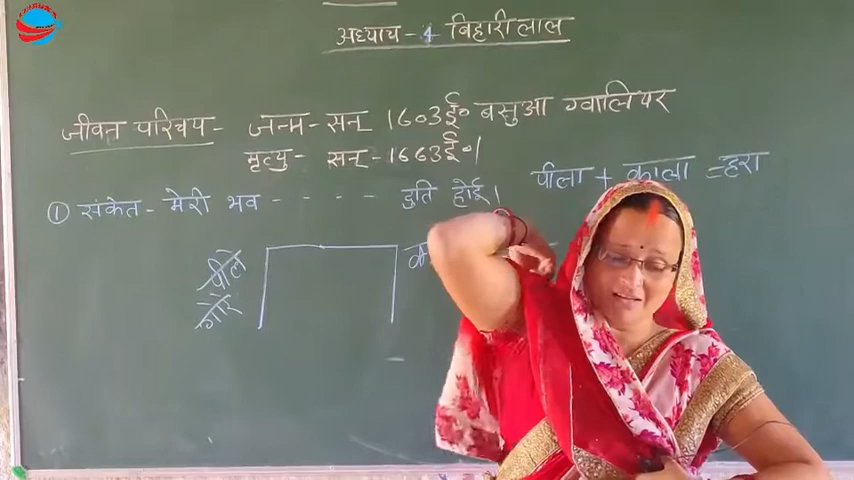 अध्याय - 4 बिहारी लाल
जीवन परिचय - जन्म - सन् 1603 ई० बसुआ ग्वालियर
मृत्यु - सन् - 1663 ई०।
पीला + काला = हरा
① संकेत - मेरी भव - - - - दुति होई।
पीले
गोरे